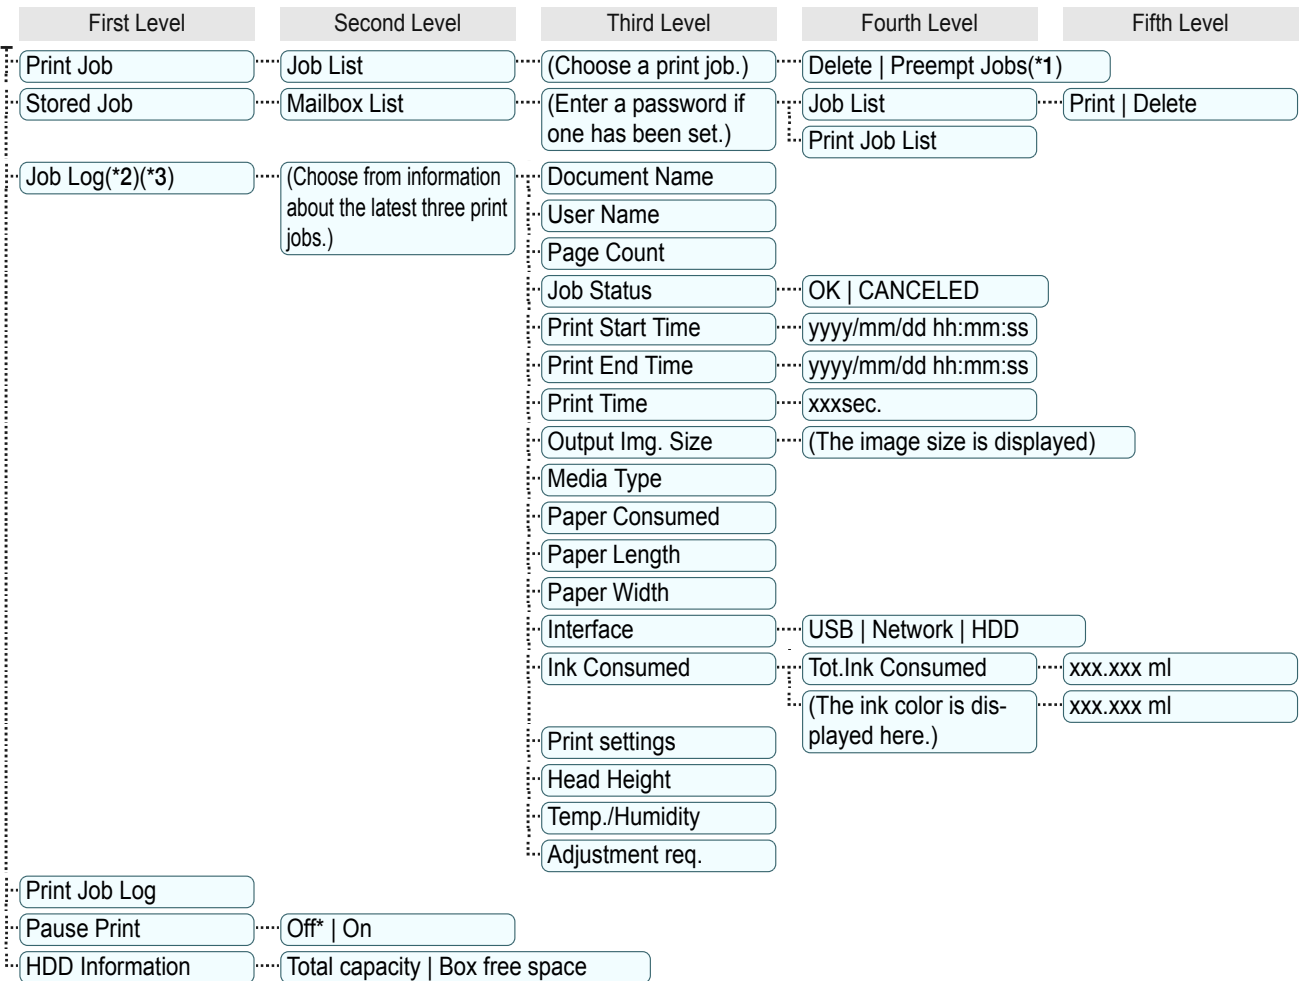 First Level Second Level Third Level Fourth Level Fifth Level
Print Job Job List (Choose a print job.) Delete | Preempt Jobs(*1)
Stored Job Mailbox List (Enter a password if Job List Print | Delete
one has been set.)
Print Job List
Job Log(*2)(*3) (Choose from information Document Name
about the latest three print User Name
jobs.)
Page Count
Job Status OK | CANCELED
Print Start Time yyyy/mm/dd hh:mm:ss
Print End Time yyyy/mm/dd hh:mm:ss
Print Time xxxsec.
Output Img. Size (The image size is displayed)
Media Type
Paper Consumed
Paper Length
Paper Width
Interface USB | Network | HDD
Ink Consumed Tot.Ink Consumed xxx.xxx ml
(The ink color is dis- xxx.xxx ml
played here.)
Print settings
Head Height
Temp./Humidity
Adjustment req.
Print Job Log
Pause Print Off* | On
HDD Information Total capacity | Box free space